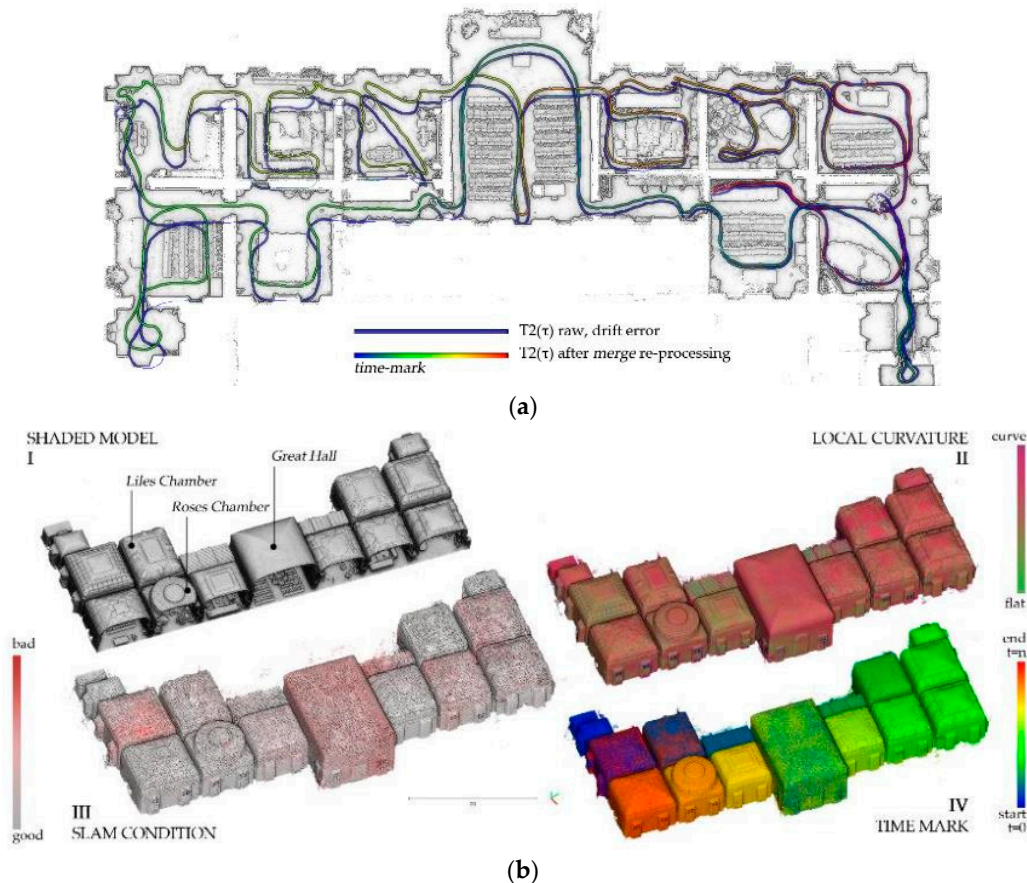 T2(τ) raw, drift error
T2(τ) after merge re-processing
time-mark
(a)
SHADED MODEL
I
Great Hall
Liles Chamber
Roses Chamber
LOCAL CURVATURE
II
curve
flat
bad
good
III
SLAM CONDITION
end
t=n
start
t=0
IV
TIME MARK
(b)